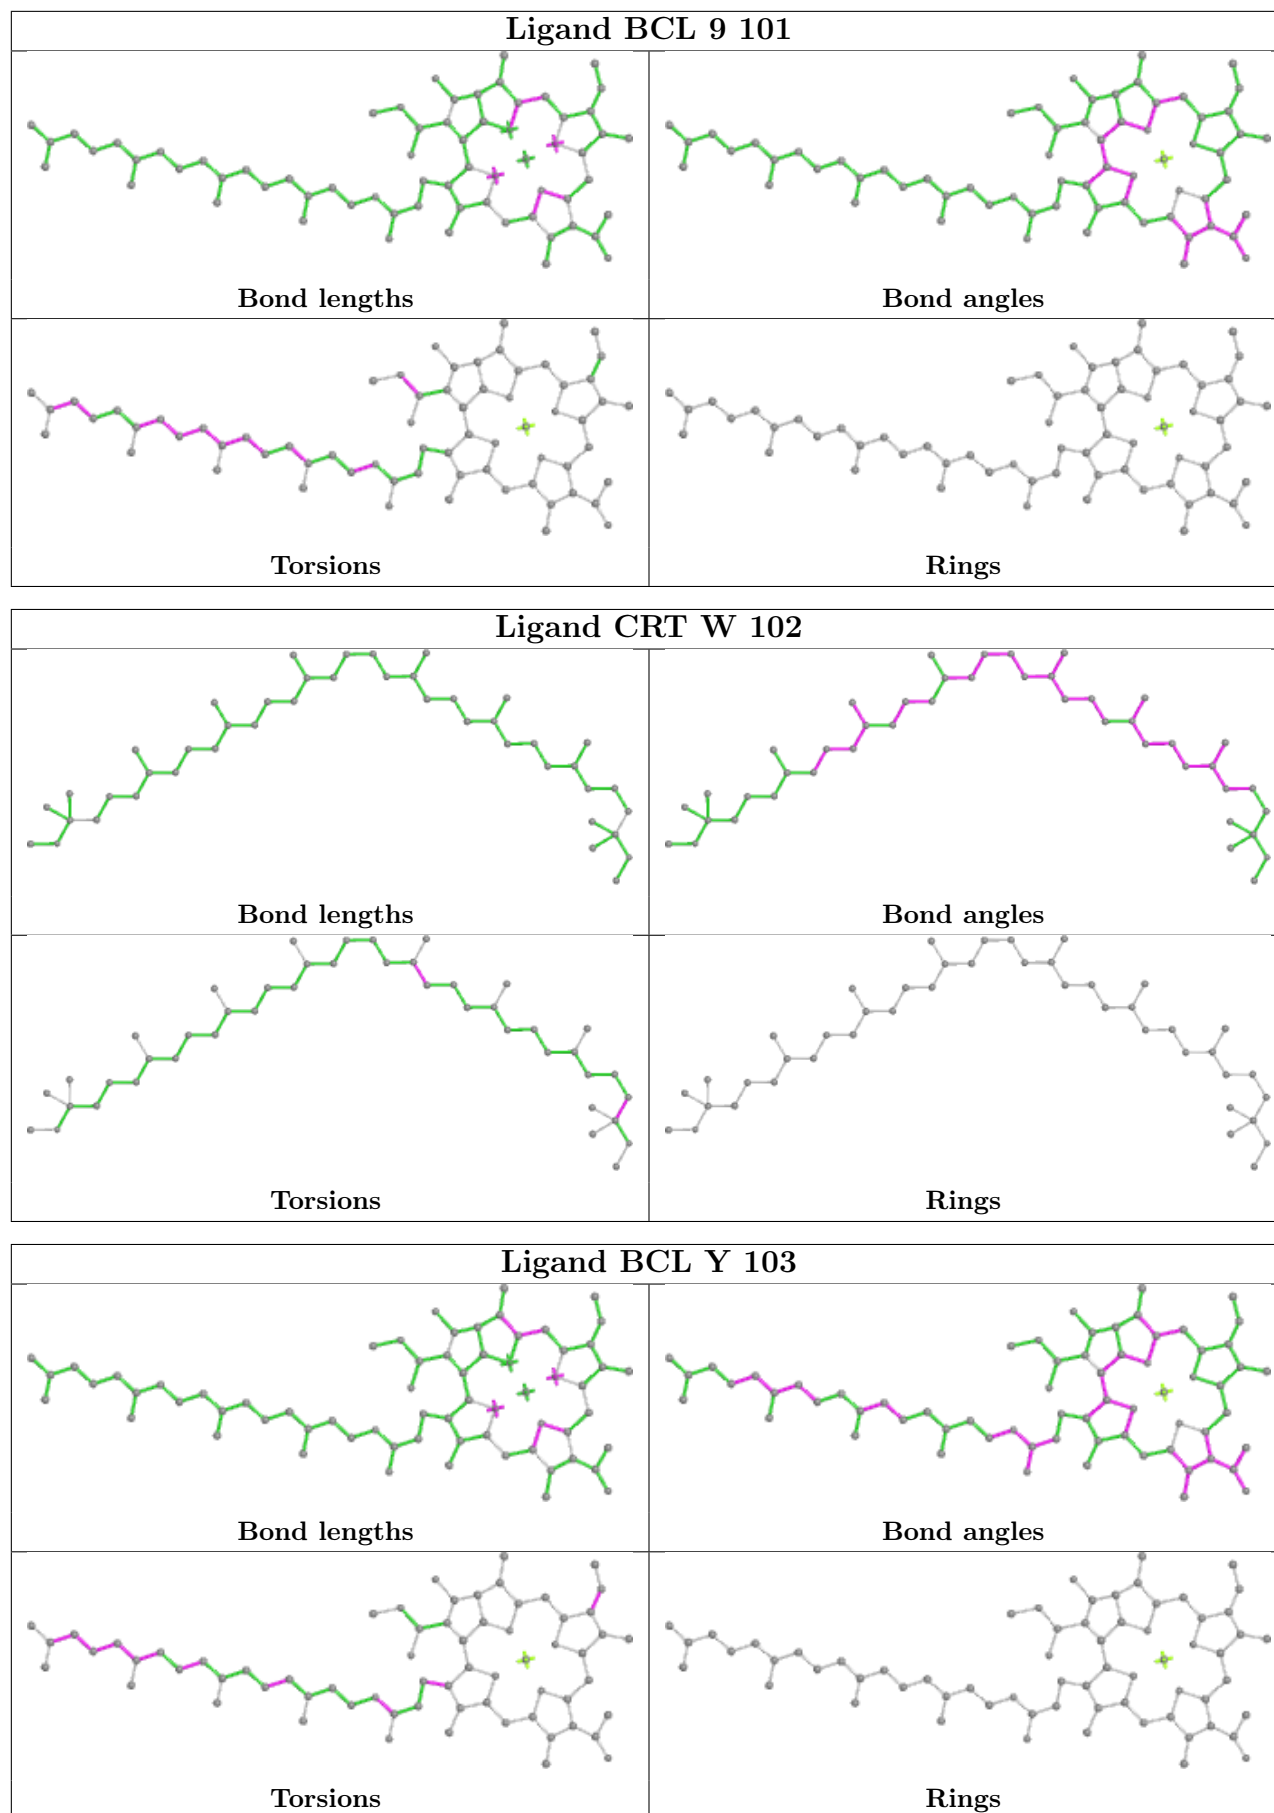 Ligand BCL 9 101
Bond lengths
Bond angles
Torsions
Rings
Ligand CRT W 102
Bond lengths
Bond angles
Torsions
Rings
Ligand BCL Y 103
Bond lengths
Bond angles
Torsions
Rings